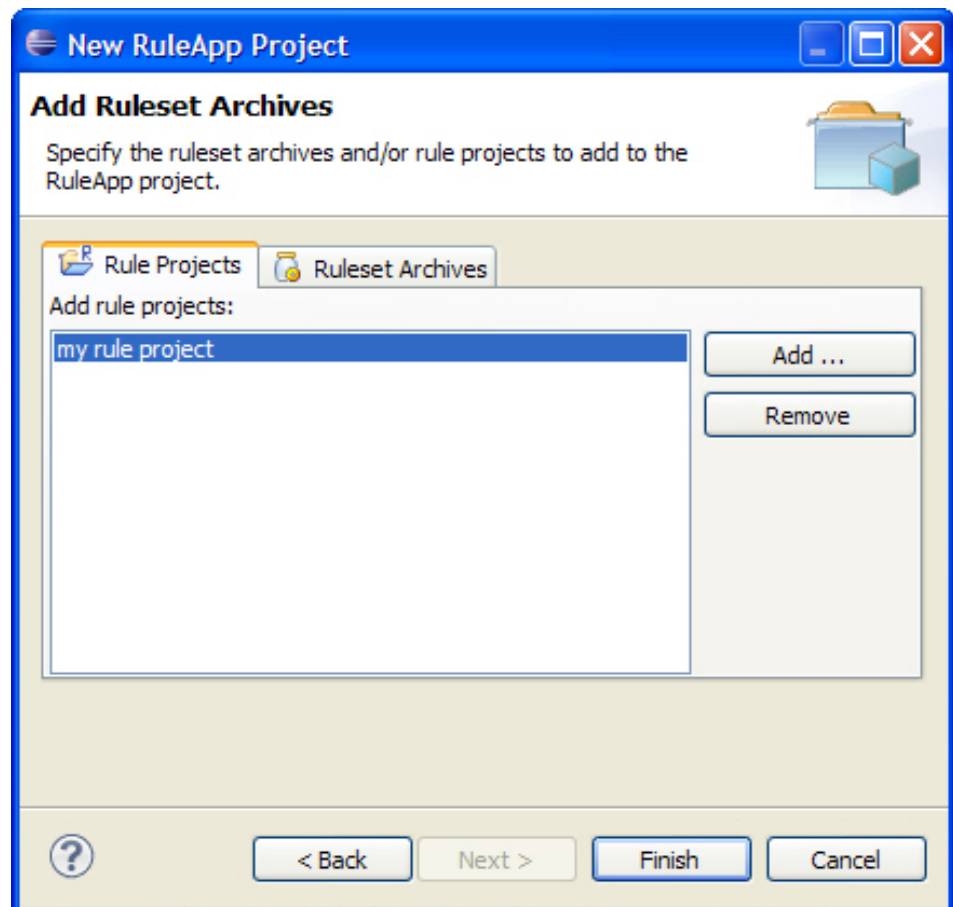 New RuleApp Project
Add Ruleset Archives
Specify the ruleset archives and/or rule projects to add to the
RuleApp project.
Rule Projects
Ruleset Archives
Add rule projects:
my rule project
Add ...
Remove
?
< Back
Next >
Finish
Cancel